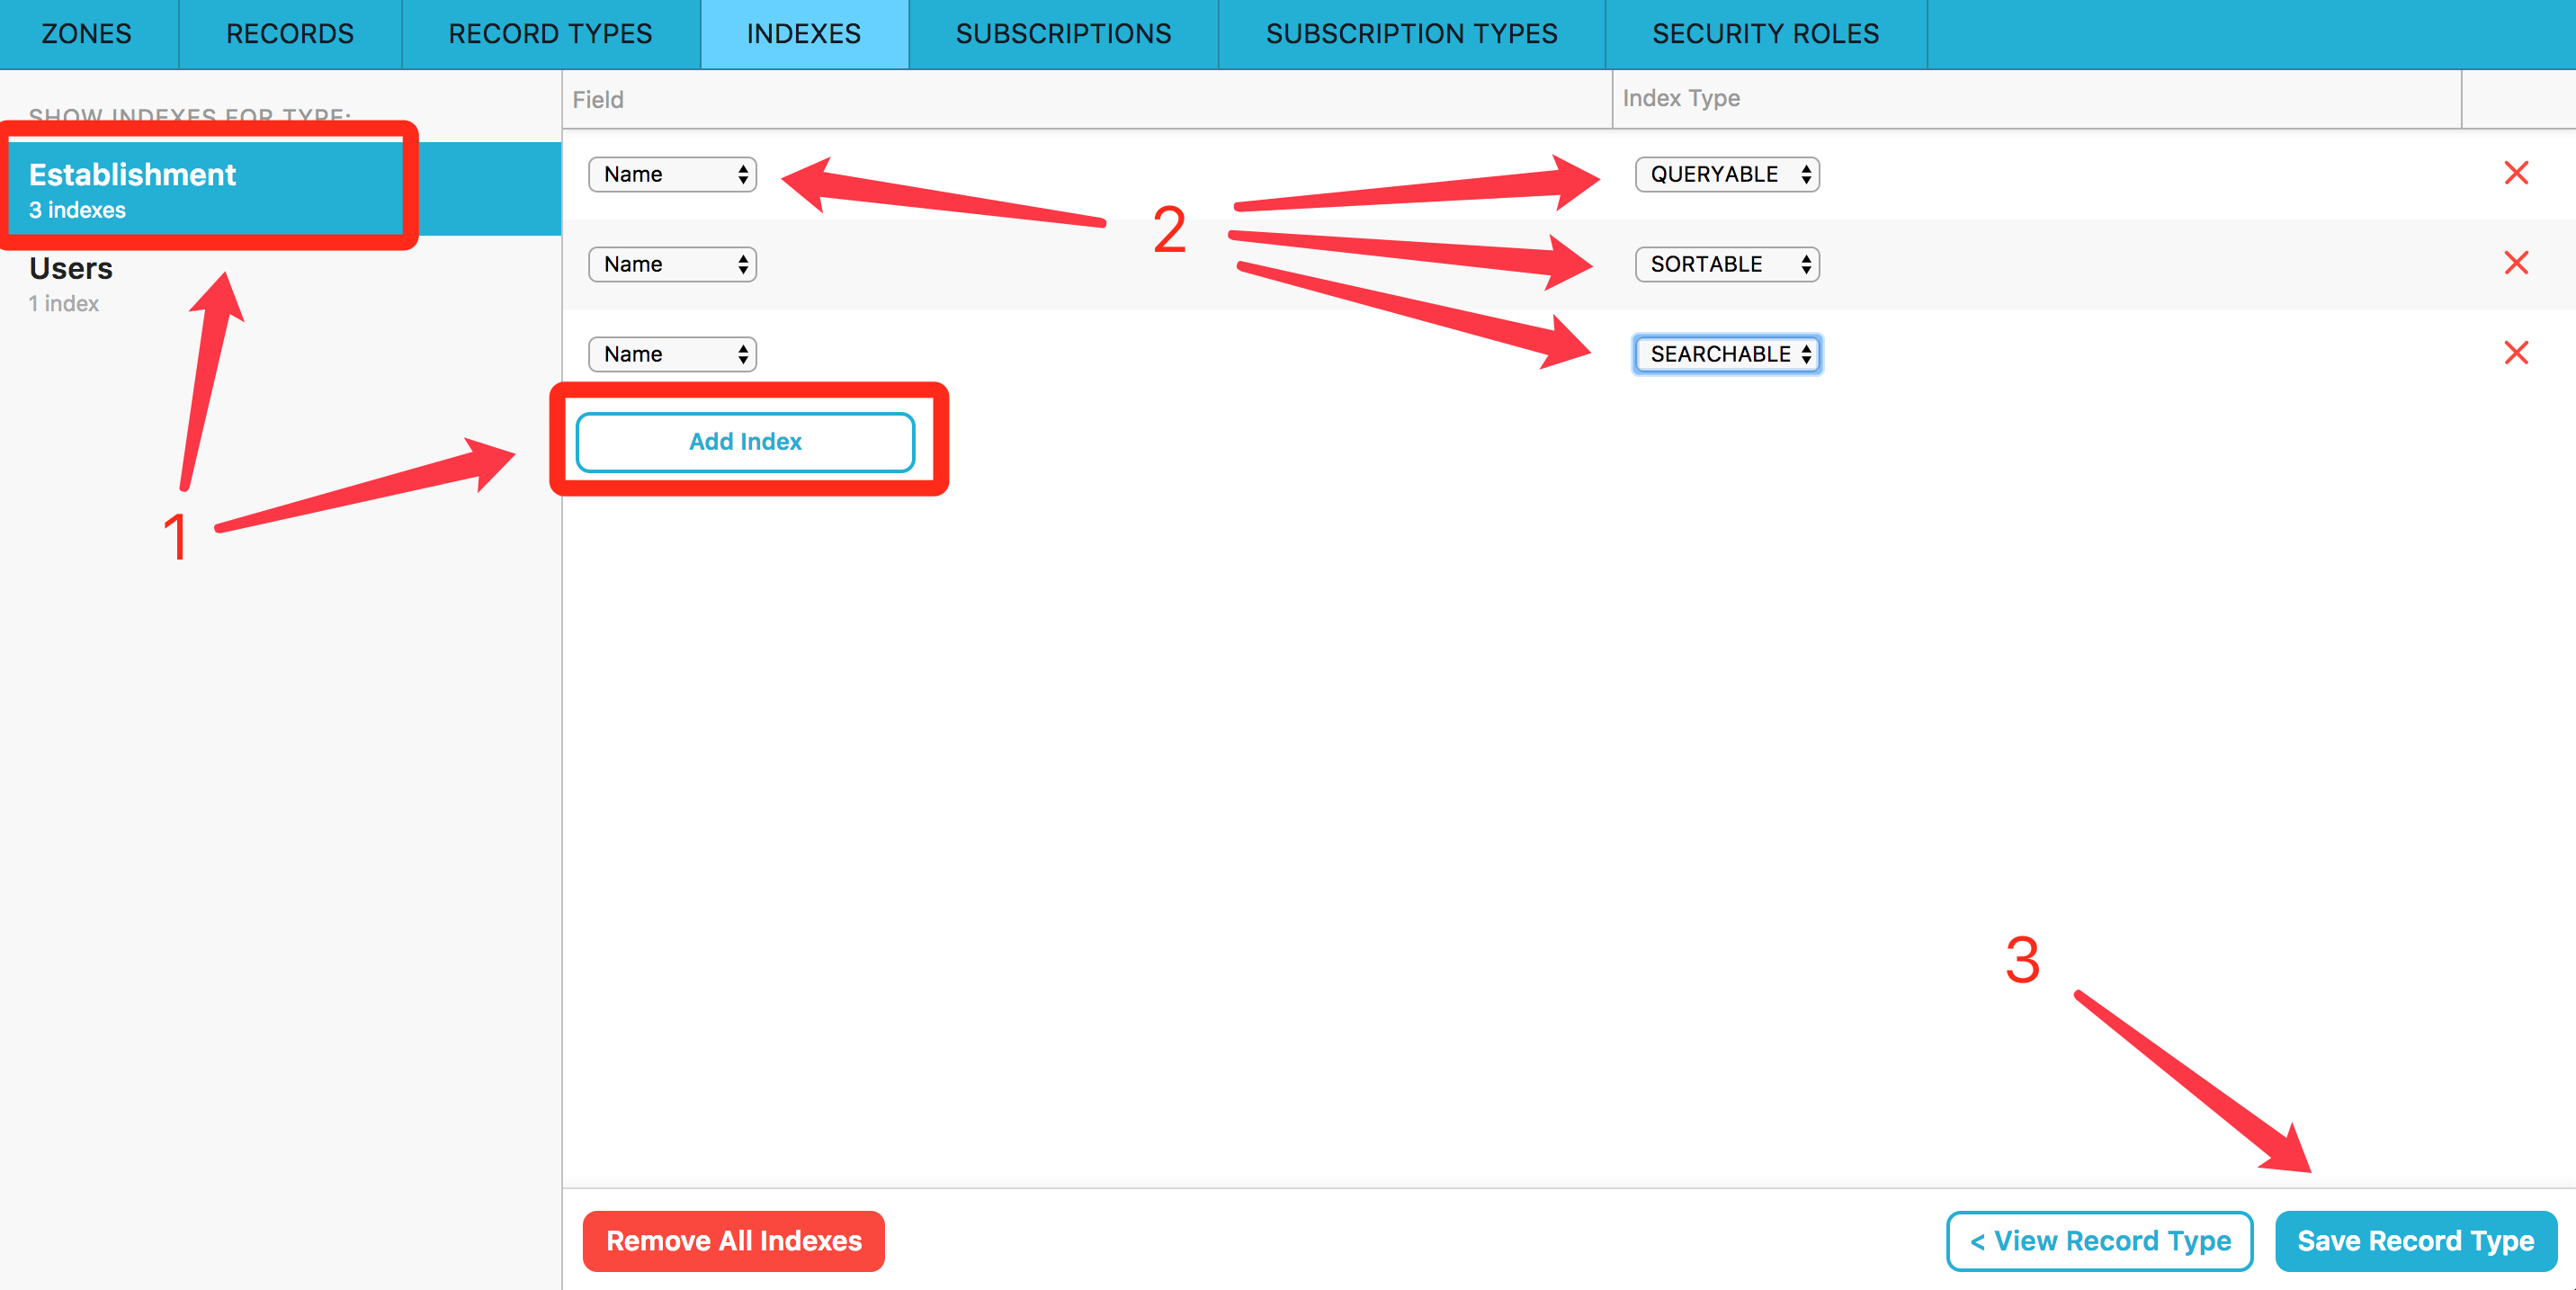 ZONES RECORDS RECORD TYPES INDEXES SUBSCRIPTIONS SUBSCRIPTION TYPES SECURITY ROLES
SHOW INDEXES FOR TYPE:
Field Index Type
Establishment
3 indexes
Users
1 index
Name QUERYABLE
2
Name SORTABLE
Name SEARCHABLE
Add Index
1
3
Remove All Indexes < View Record Type Save Record Type